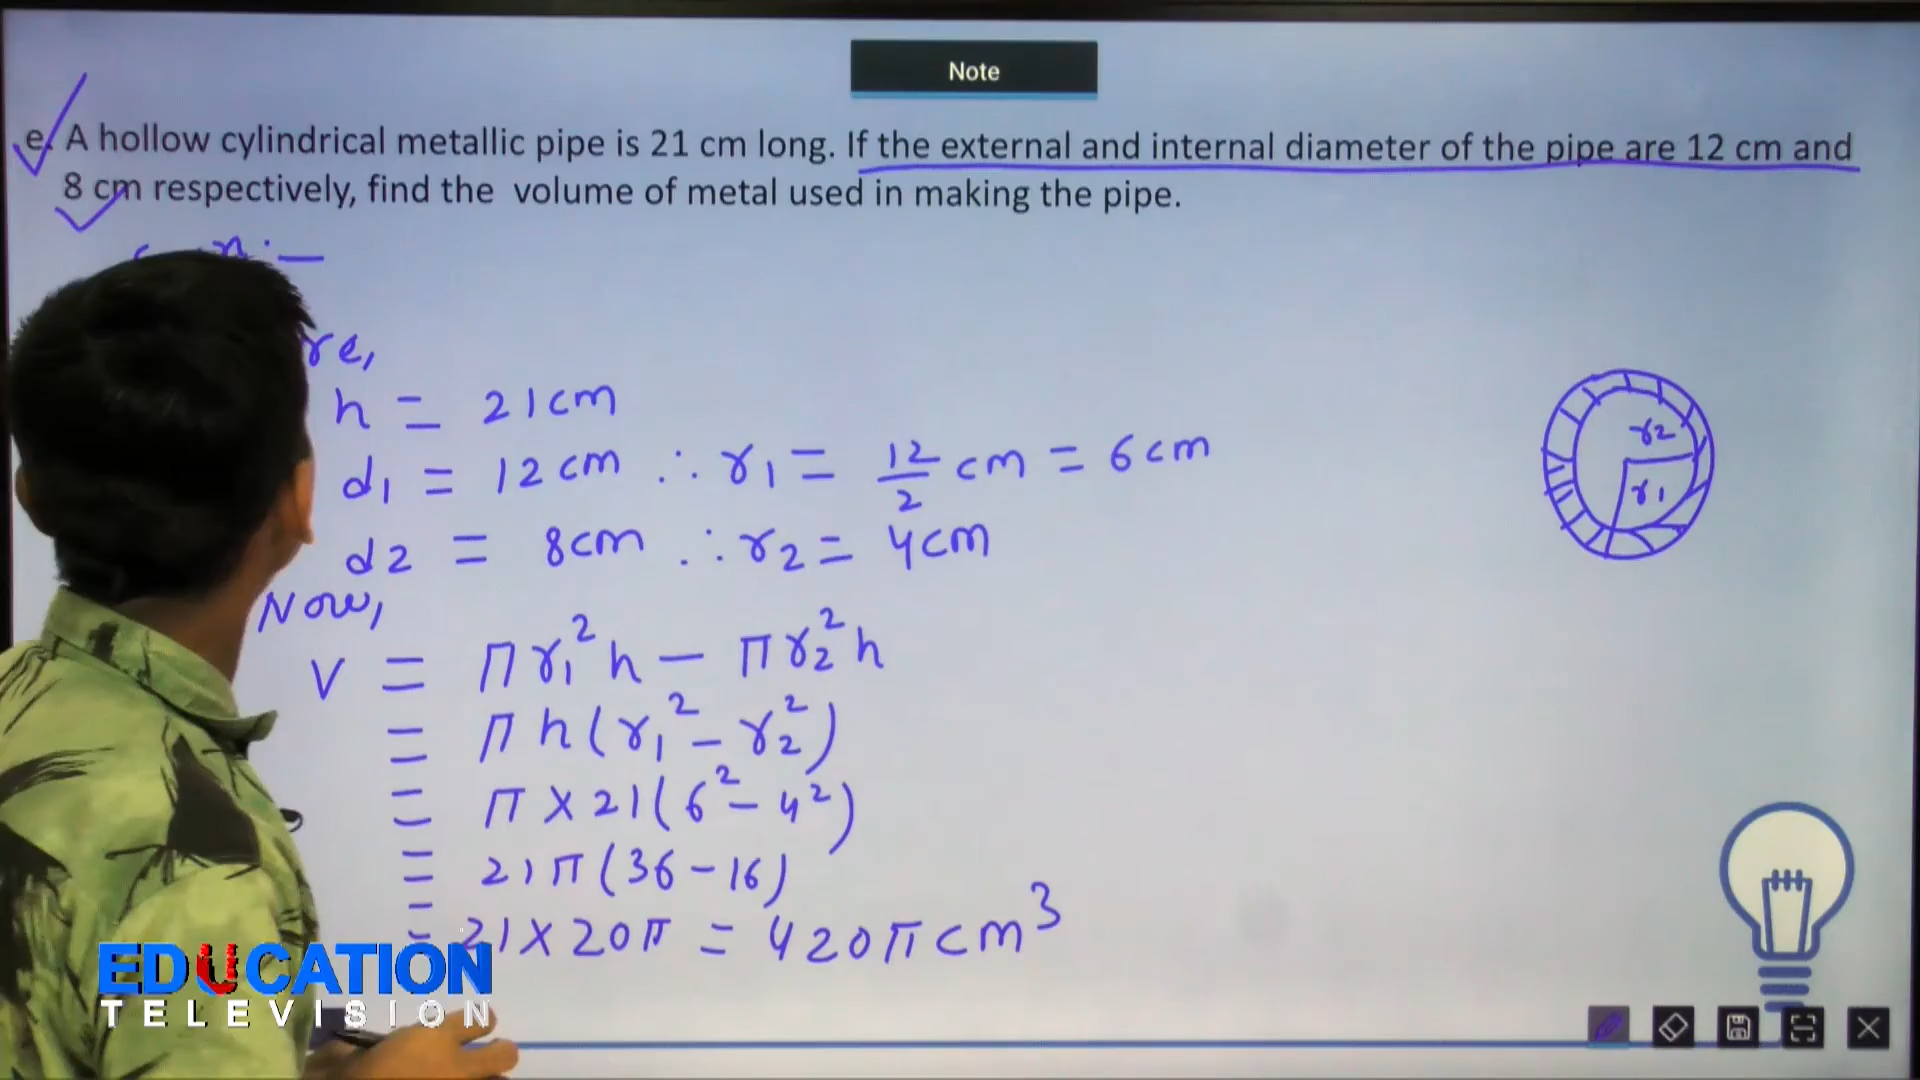 Note
e. A hollow cylindrical metallic pipe is 21 cm long. If the external and internal diameter of the pipe are 12 cm and
8 cm respectively, find the volume of metal used in making the pipe.
n:-
re,
h = 21cm
d1 = 12cm ∴ r1 = 12/2 cm = 6cm
d2 = 8cm ∴ r2 = 4cm
r2
r1
Now,
V = πr1²h - πr2²h
= πh(r1² - r2²)
= π×21(6² - 4²)
= 21π(36-16)
= 21×20π = 420πcm³
EDUCATION
TELEVISION